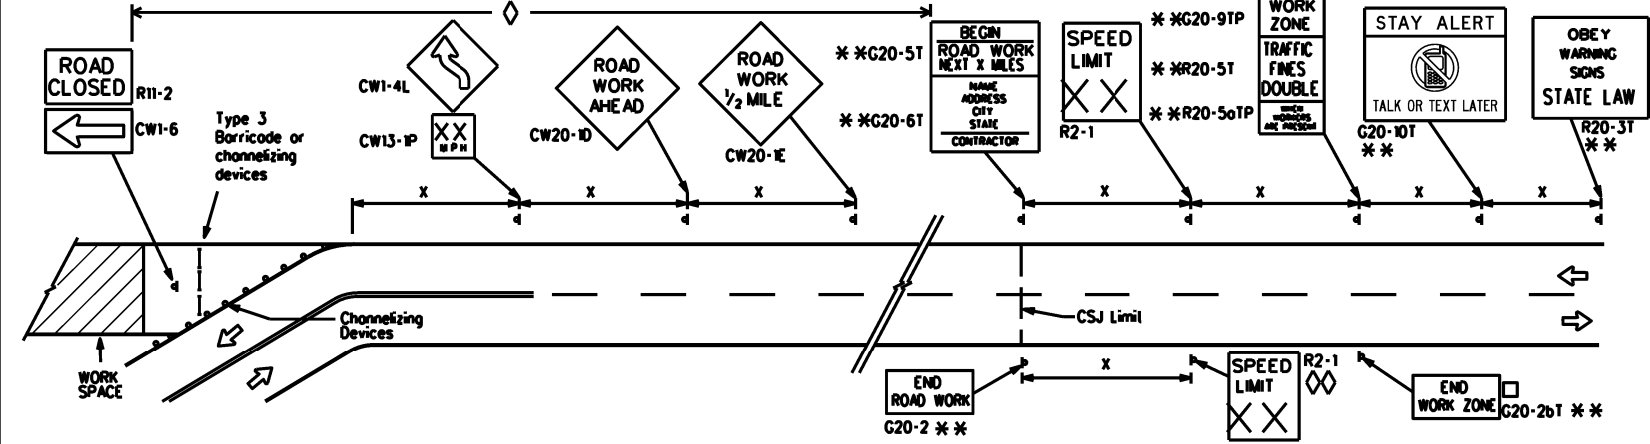 ROAD
CLOSED
R11-2
CW1-6
Type 3
Barricade or
channelizing
devices
CW1-4L
XX
MPH
CW13-1P
ROAD
WORK
AHEAD
CW20-1D
ROAD
WORK
1/2 MILE
CW20-1E
* *G20-5T
* *G20-6T
BEGIN
ROAD WORK
NEXT X MILES
NAME
ADDRESS
CITY
STATE
CONTRACTOR
SPEED
LIMIT
XX
R2-1
* *G20-9TP
* *R20-5T
* *R20-5aTP
WORK
ZONE
TRAFFIC
FINES
DOUBLE
WHEN
WORKERS
ARE PRESENT
STAY ALERT
TALK OR TEXT LATER
G20-10T
* *
OBEY
WARNING
SIGNS
STATE LAW
R20-3T
* *
X
X
X
X
X
X
X
Channelizing
Devices
CSJ Limit
WORK
SPACE
END
ROAD WORK
G20-2 * *
X
SPEED
LIMIT
XX
R2-1
END
WORK ZONE
G20-2bT * *